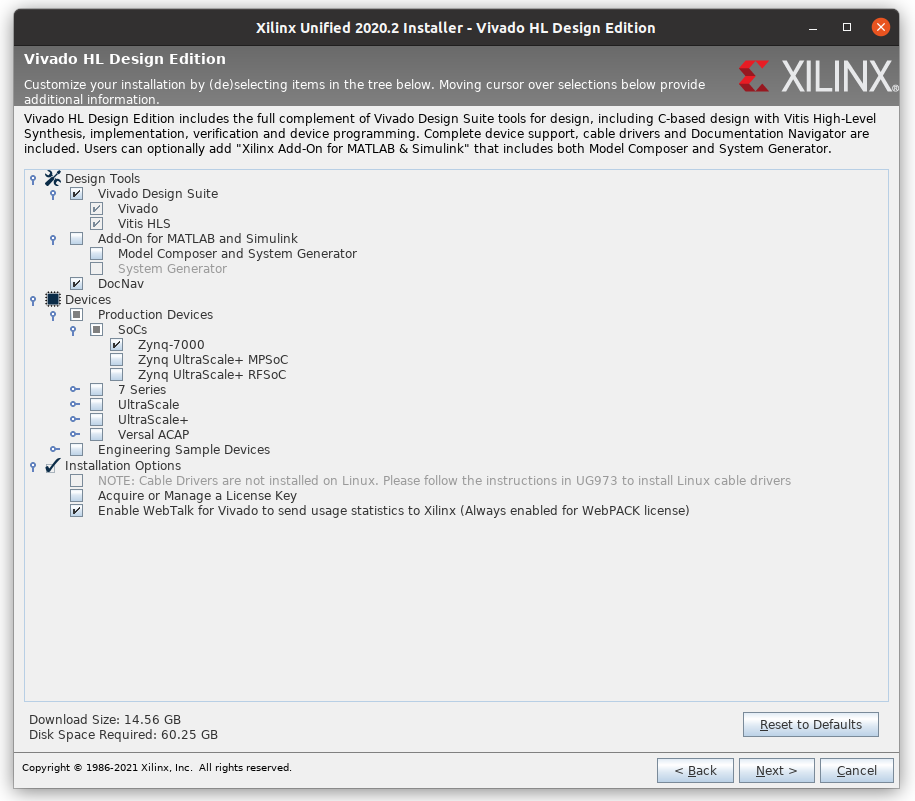 Xilinx Unified 2020.2 Installer - Vivado HL Design Edition
Vivado HL Design Edition
Customize your installation by (de)selecting items in the tree below. Moving cursor over selections below provide
additional information.
XILINX®
Vivado HL Design Edition includes the full complement of Vivado Design Suite tools for design, including C-based design with Vitis High-Level
Synthesis, implementation, verification and device programming. Complete device support, cable drivers and Documentation Navigator are
included. Users can optionally add "Xilinx Add-On for MATLAB & Simulink" that includes both Model Composer and System Generator.
Design Tools
Vivado Design Suite
Vivado
Vitis HLS
Add-On for MATLAB and Simulink
Model Composer and System Generator
System Generator
DocNav
Devices
Production Devices
SoCs
Zynq-7000
Zynq UltraScale+ MPSoC
Zynq UltraScale+ RFSoC
7 Series
UltraScale
UltraScale+
Versal ACAP
Engineering Sample Devices
Installation Options
NOTE: Cable Drivers are not installed on Linux. Please follow the instructions in UG973 to install Linux cable drivers
Acquire or Manage a License Key
Enable WebTalk for Vivado to send usage statistics to Xilinx (Always enabled for WebPACK license)
Download Size: 14.56 GB
Disk Space Required: 60.25 GB
Reset to Defaults
Copyright © 1986-2021 Xilinx, Inc. All rights reserved.
< Back
Next >
Cancel